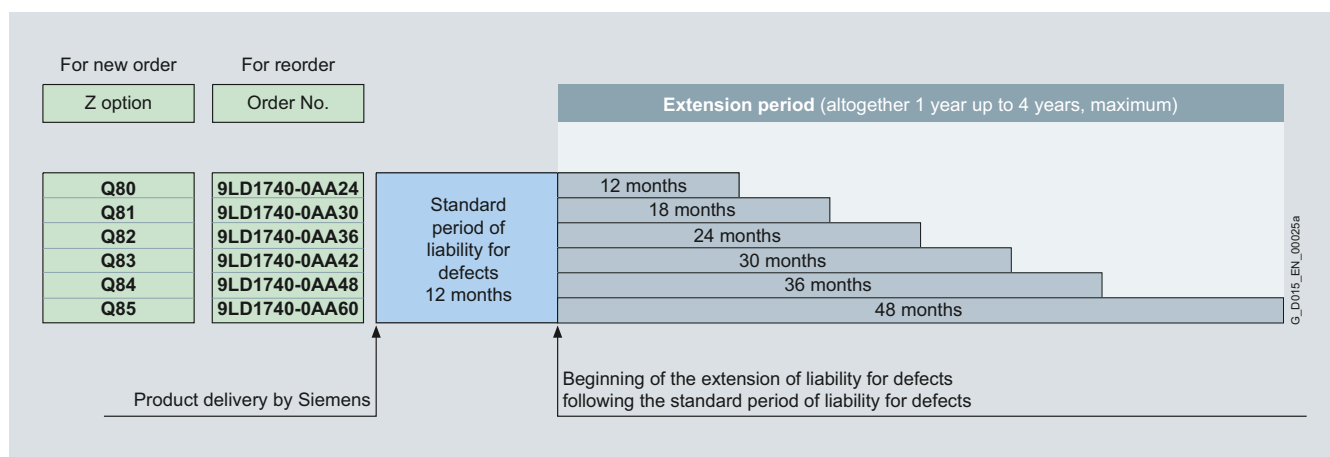 For new order
For reorder
Z option
Order No.
Extension period (altogether 1 year up to 4 years, maximum)
Q80
9LD1740-0AA24
12 months
Q81
9LD1740-0AA30
18 months
Q82
9LD1740-0AA36
24 months
Q83
9LD1740-0AA42
30 months
Q84
9LD1740-0AA48
36 months
Q85
9LD1740-0AA60
48 months
Standard
period of
liability for
defects
12 months
G_D015_EN_00025a
Product delivery by Siemens
Beginning of the extension of liability for defects
following the standard period of liability for defects